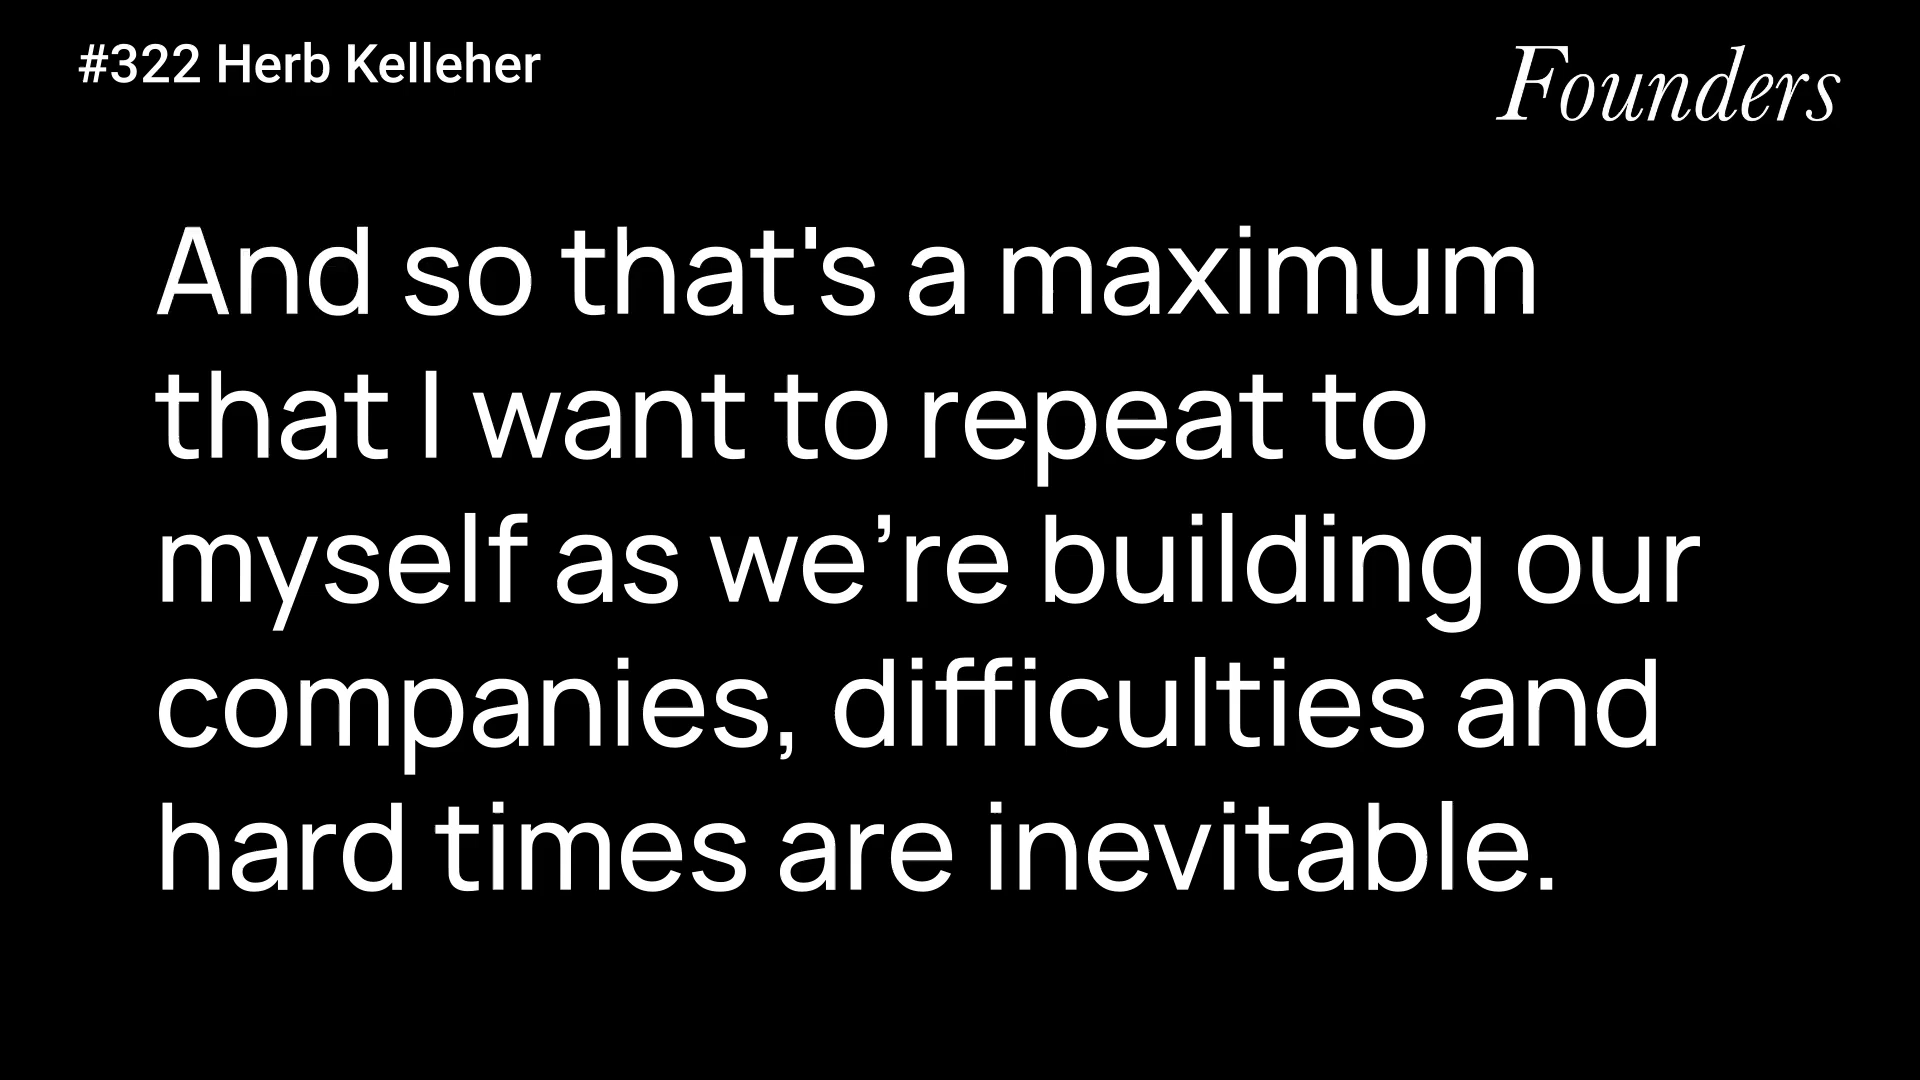 #322 Herb Kelleher
Founders
And so that's a maximum
that I want to repeat to
myself as we’re building our
companies, difficulties and
hard times are inevitable.